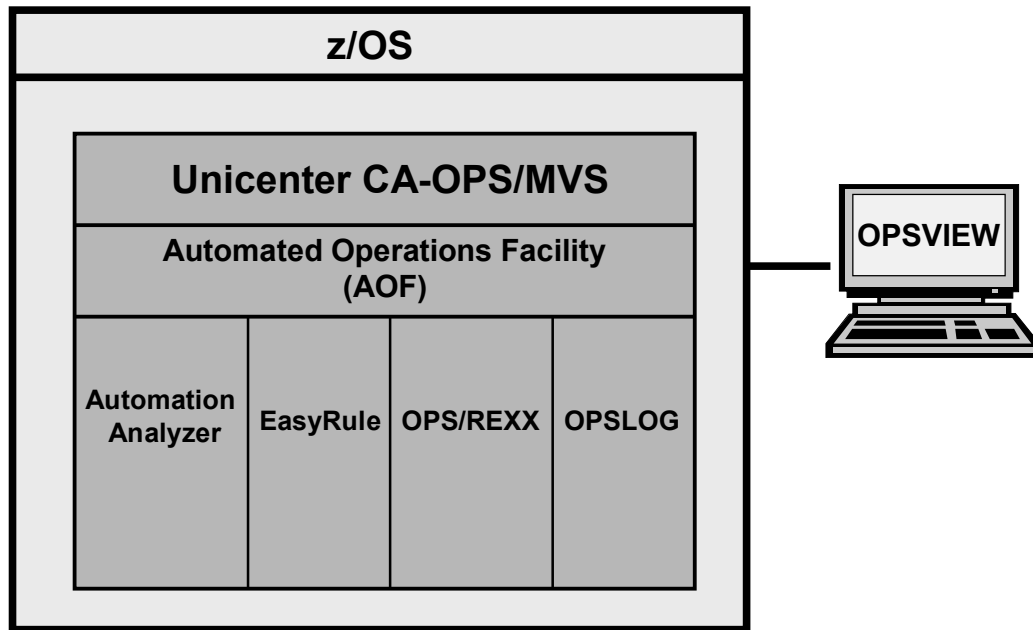 z/OS
Unicenter CA-OPS/MVS
Automated Operations Facility
(AOF)
Automation
Analyzer
EasyRule
OPS/REXX
OPSLOG
OPSVIEW